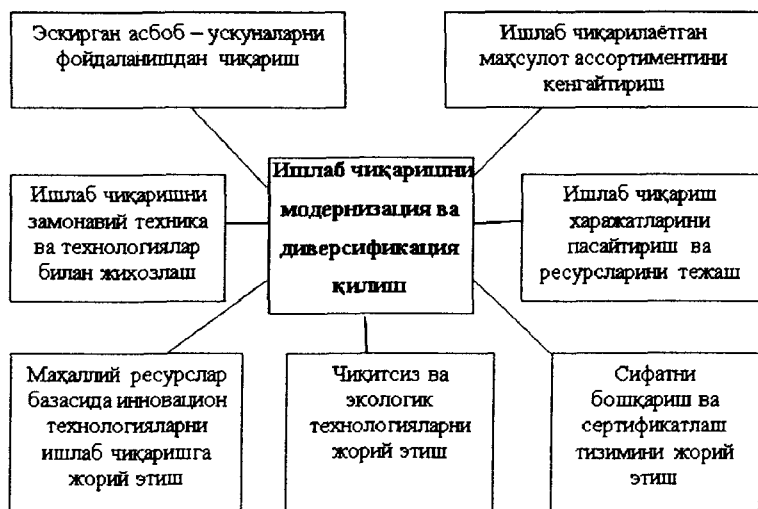 Эскирган асбоб – ускуналарни
фойдаланишдан чиқариш
Ишлаб чиқарилаётган
маҳсулот ассортиментини
кенгайтириш
Ишлаб чиқаришни
замонавий техника
ва технологиялар
билан жихозлаш
Ишлаб чиқаришни
модернизация ва
диверсификация
қилиш
Ишлаб чиқариш
харажатларини
пасайтириш ва
ресурсларини тежаш
Маҳаллий ресурслар
базасида инновацион
технологияларни
ишлаб чиқаришга
жорий этиш
Чиқитсиз ва
экологик
технологияларни
жорий этиш
Сифатни
бошқариш ва
сертификатлаш
тизимини жорий
этиш